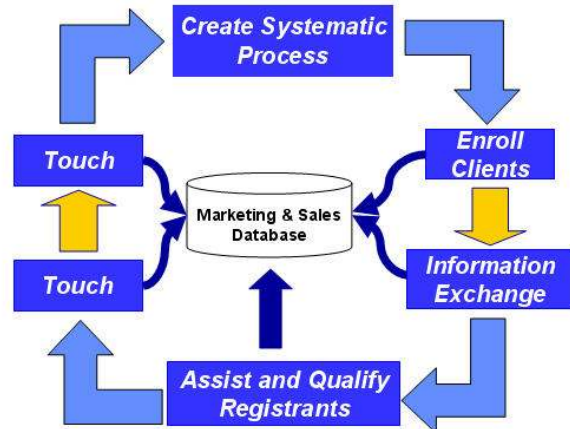 Create Systematic
Process
Enroll
Clients
Touch
Marketing & Sales
Database
Touch
Information
Exchange
Assist and Qualify
Registrants